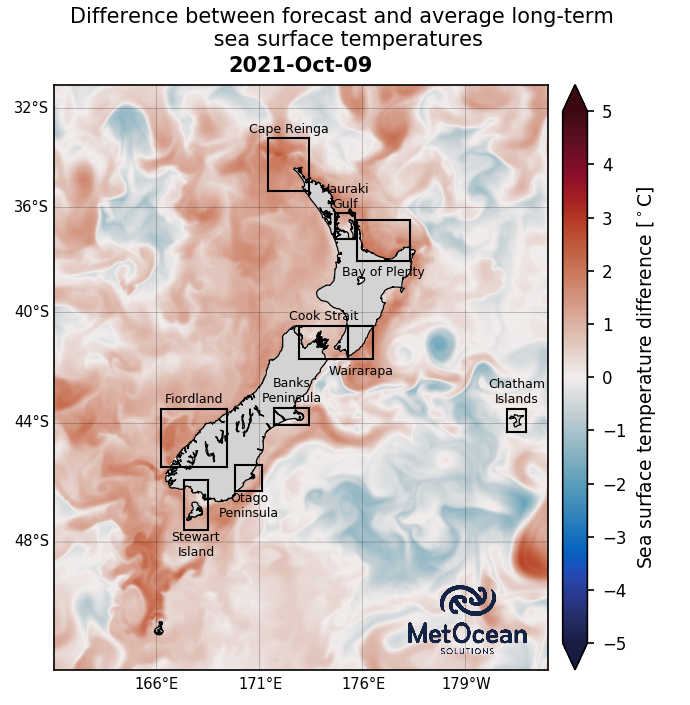 Difference between forecast and average long-term
sea surface temperatures
2021-Oct-09
32°S
36°S
40°S
44°S
48°S
166°E
171°E
176°E
179°W
Cape Reinga
Hauraki
Gulf
Bay of Plenty
Cook Strait
Wairarapa
Banks
Peninsula
Fiordland
Chatham
Islands
Otago
Peninsula
Stewart
Island
MetOcean
SOLUTIONS
5
4
3
2
1
0
−1
−2
−3
−4
−5
Sea surface temperature difference [°C]